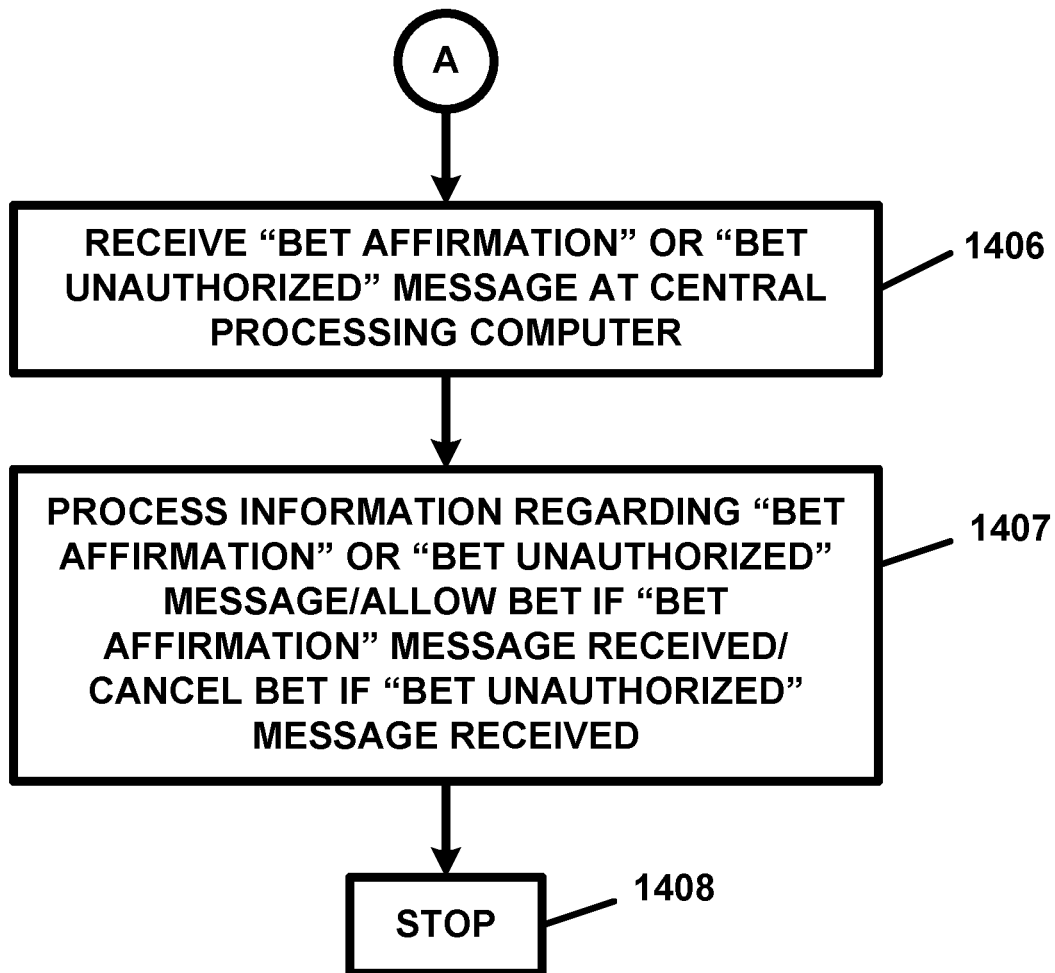 A
RECEIVE “BET AFFIRMATION” OR “BET
UNAUTHORIZED” MESSAGE AT CENTRAL
PROCESSING COMPUTER
1406
PROCESS INFORMATION REGARDING “BET
AFFIRMATION” OR “BET UNAUTHORIZED”
MESSAGE/ALLOW BET IF “BET
AFFIRMATION” MESSAGE RECEIVED/
CANCEL BET IF “BET UNAUTHORIZED”
MESSAGE RECEIVED
1407
STOP
1408